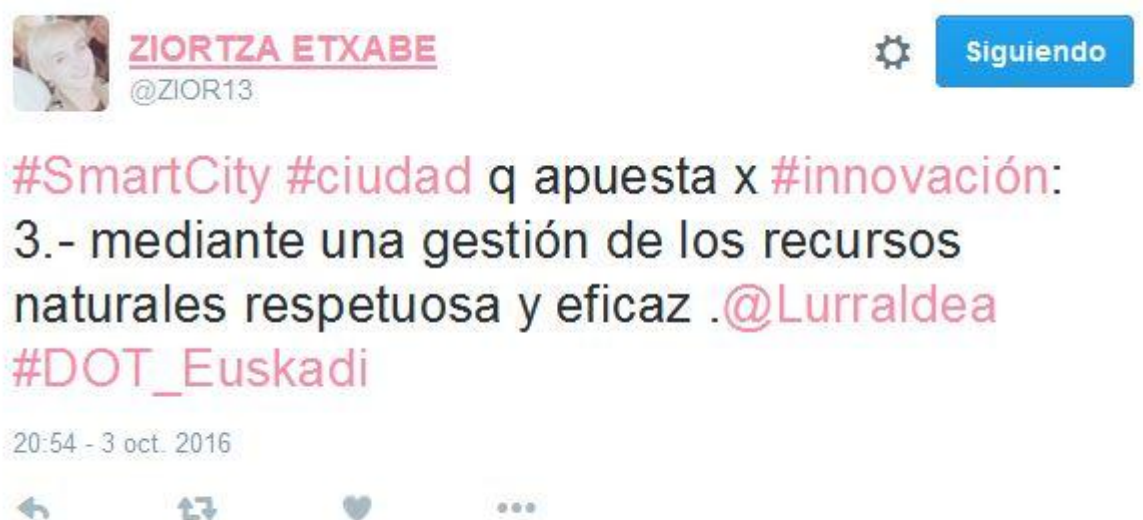 ZIORTZA ETXABE
@ZIOR13
Siguiendo
#SmartCity #ciudad q apuesta x #innovación:
3.- mediante una gestión de los recursos
naturales respetuosa y eficaz .@Lurraldea
#DOT_Euskadi
20:54 - 3 oct. 2016